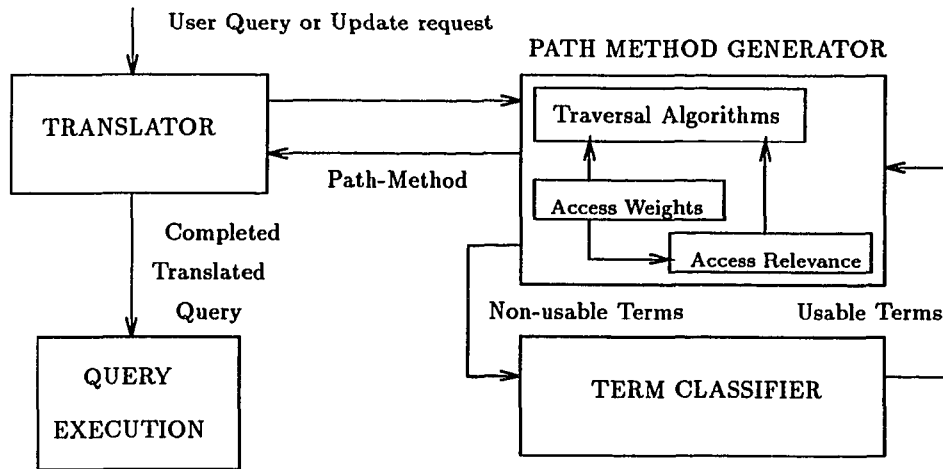 User Query or Update request
PATH METHOD GENERATOR
TRANSLATOR
Traversal Algorithms
Path-Method
Access Weights
Access Relevance
Completed
Translated
Query
Non-usable Terms
Usable Terms
QUERY
EXECUTION
TERM CLASSIFIER